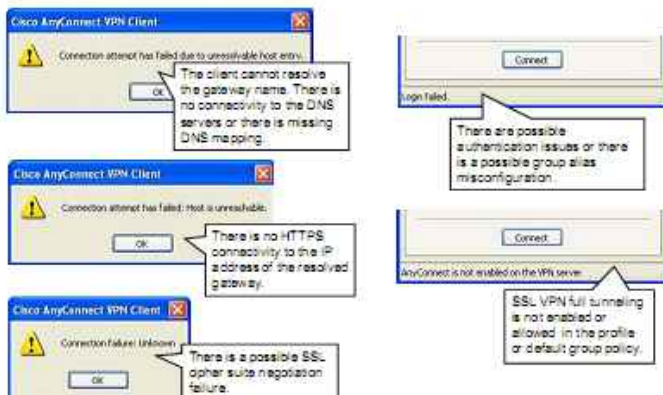 Cisco AnyConnect VPN Client
Connection attempt has failed due to unresolvable host entry.
OK
The client cannot resolve
the gateway name. There is
no connectivity to the DNS
servers or there is missing
DNS mapping.
Connect
Login failed.
There are possible
authentication issues or there
is a possible group alias
misconfiguration.
Cisco AnyConnect VPN Client
Connection attempt has failed: Host is unreachable.
OK
There is no HTTPS
connectivity to the IP
address of the resolved
gateway.
Connect
AnyConnect is not enabled on the VPN server.
SSL VPN full tunneling
is not enabled or
allowed in the profile
or default group policy.
Cisco AnyConnect VPN Client
Connection failure: Unknown
OK
There is a possible SSL
cipher suite negotiation
failure.